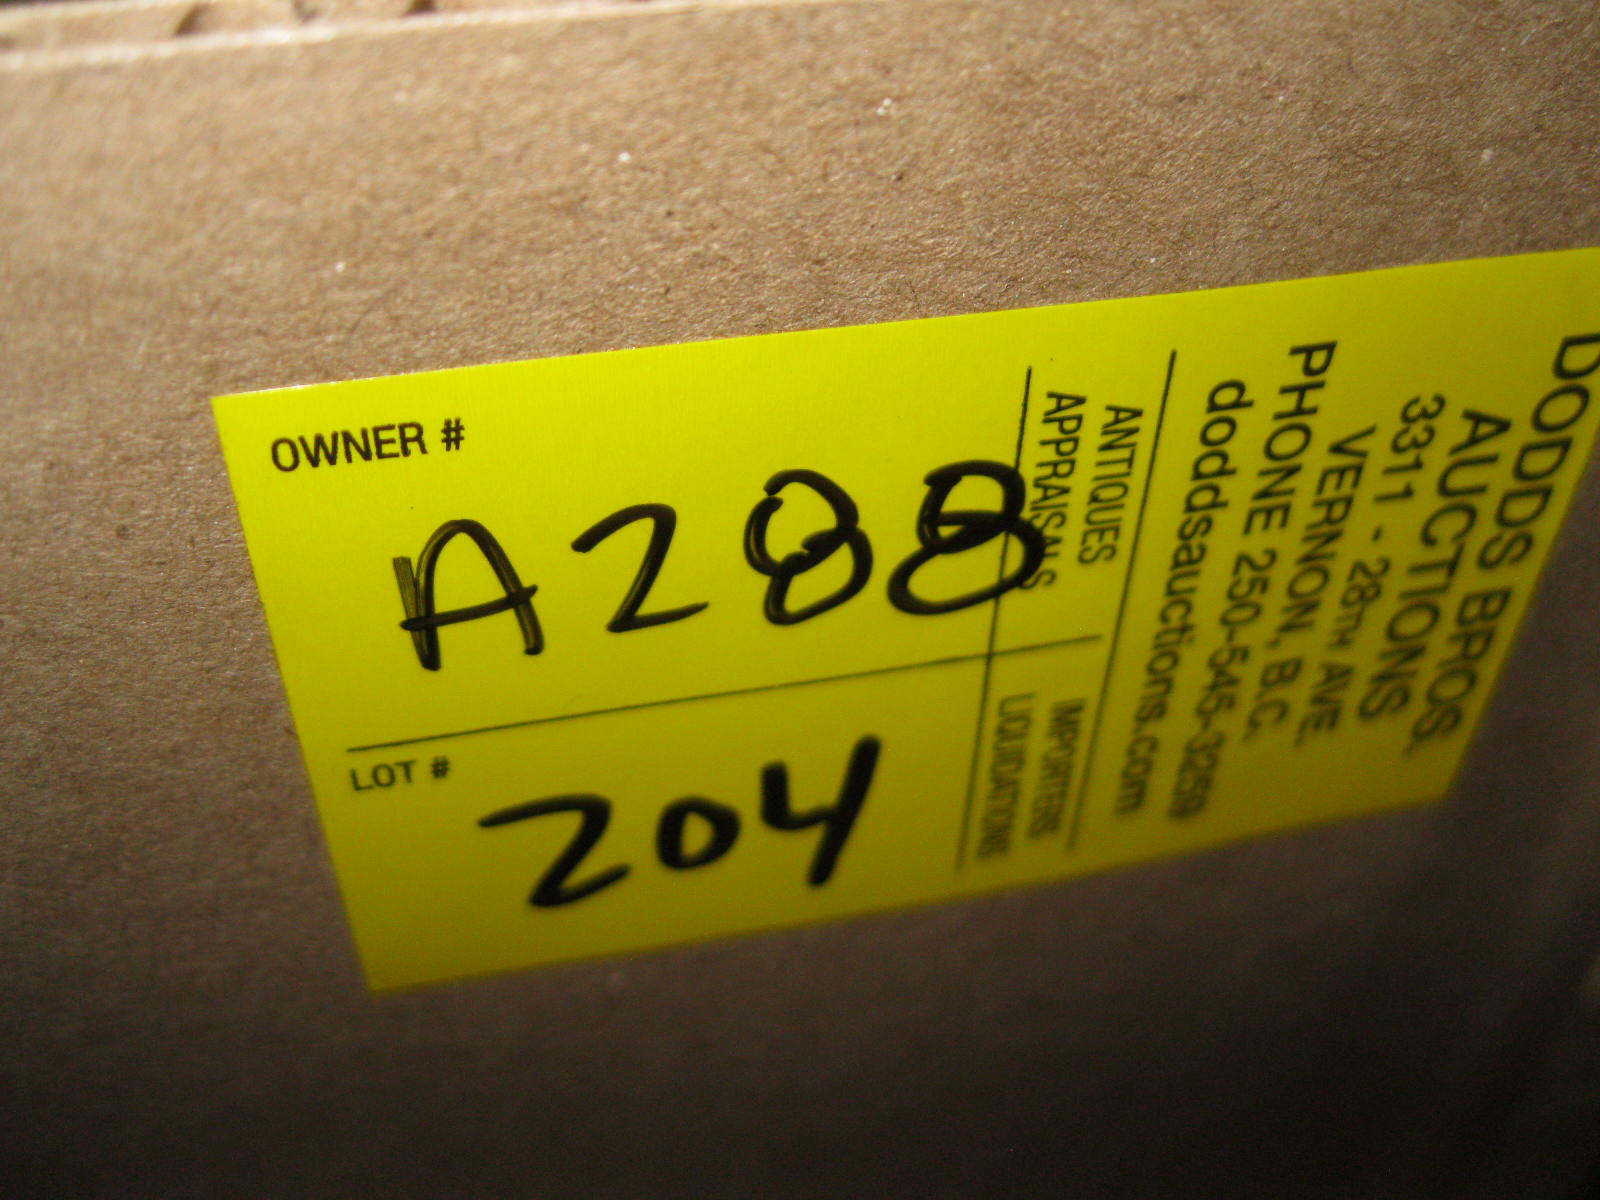 OWNER #
A288
LOT #
204
DODDS BROS.
AUCTIONS
3311 - 28TH AVE.
VERNON, B.C.
PHONE 250-545-3259
doddsauctions.com
ANTIQUES
APPRAISALS
IMPORTERS
LIQUIDATIONS